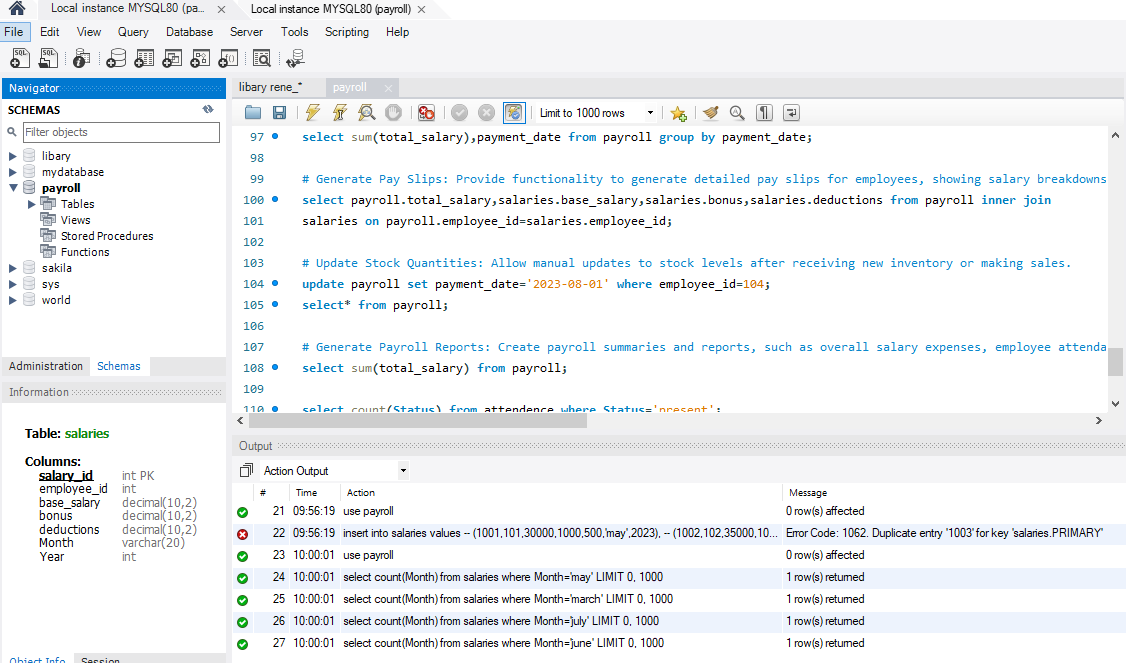 Local instance MYSQL80 (pa...
Local instance MYSQL80 (payroll)
File Edit View Query Database Server Tools Scripting Help
Navigator
SCHEMAS
Filter objects
libary
mydatabase
payroll
Tables
Views
Stored Procedures
Functions
sakila
sys
world
Administration Schemas
Information
Table: salaries
Columns:
salary_id int PK
employee_id int
base_salary decimal(10,2)
bonus decimal(10,2)
deductions decimal(10,2)
Month varchar(20)
Year int
Object Info Session
libary rene_* payroll
Limit to 1000 rows
97 select sum(total_salary),payment_date from payroll group by payment_date;
98
99 # Generate Pay Slips: Provide functionality to generate detailed pay slips for employees, showing salary breakdowns
100 select payroll.total_salary,salaries.base_salary,salaries.bonus,salaries.deductions from payroll inner join
101 salaries on payroll.employee_id=salaries.employee_id;
102
103 # Update Stock Quantities: Allow manual updates to stock levels after receiving new inventory or making sales.
104 update payroll set payment_date='2023-08-01' where employee_id=104;
105 select* from payroll;
106
107 # Generate Payroll Reports: Create payroll summaries and reports, such as overall salary expenses, employee attenda
108 select sum(total_salary) from payroll;
109
110 select count(Status) from attendence where Status='present';
Output
Action Output
# Time Action Message
21 09:56:19 use payroll 0 row(s) affected
22 09:56:19 insert into salaries values -- (1001,101,30000,1000,500,'may',2023), -- (1002,102,35000,10... Error Code: 1062. Duplicate entry '1003' for key 'salaries.PRIMARY'
23 10:00:01 use payroll 0 row(s) affected
24 10:00:01 select count(Month) from salaries where Month='may' LIMIT 0, 1000 1 row(s) returned
25 10:00:01 select count(Month) from salaries where Month='march' LIMIT 0, 1000 1 row(s) returned
26 10:00:01 select count(Month) from salaries where Month='july' LIMIT 0, 1000 1 row(s) returned
27 10:00:01 select count(Month) from salaries where Month='june' LIMIT 0, 1000 1 row(s) returned